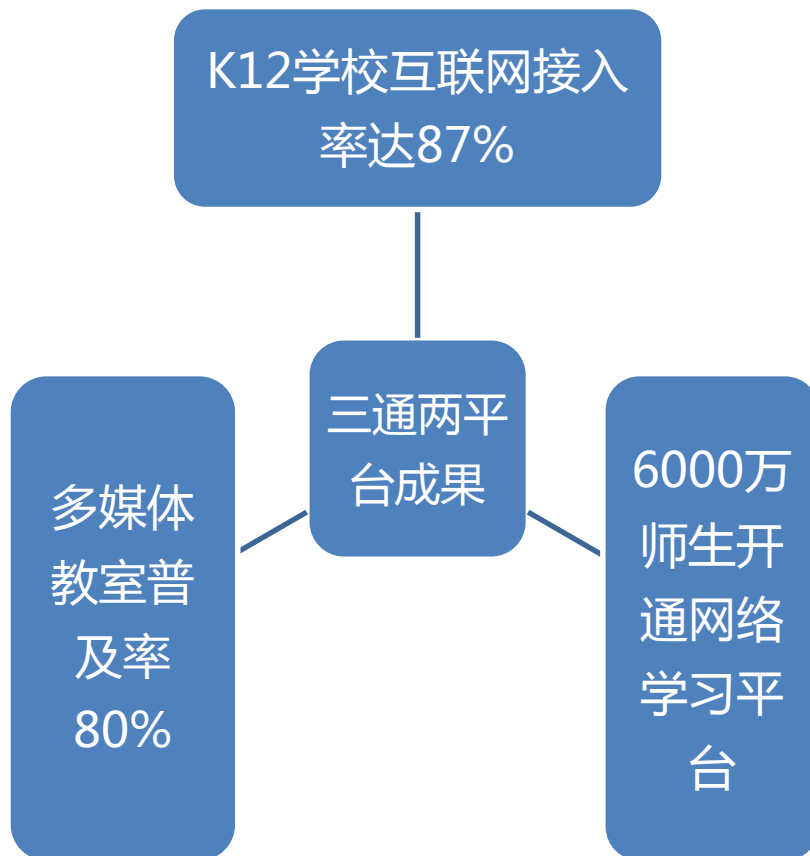 K12学校互联网接入
率达87%
三通两平
台成果
多媒体
教室普
及率
80%
6000万
师生开
通网络
学习平
台